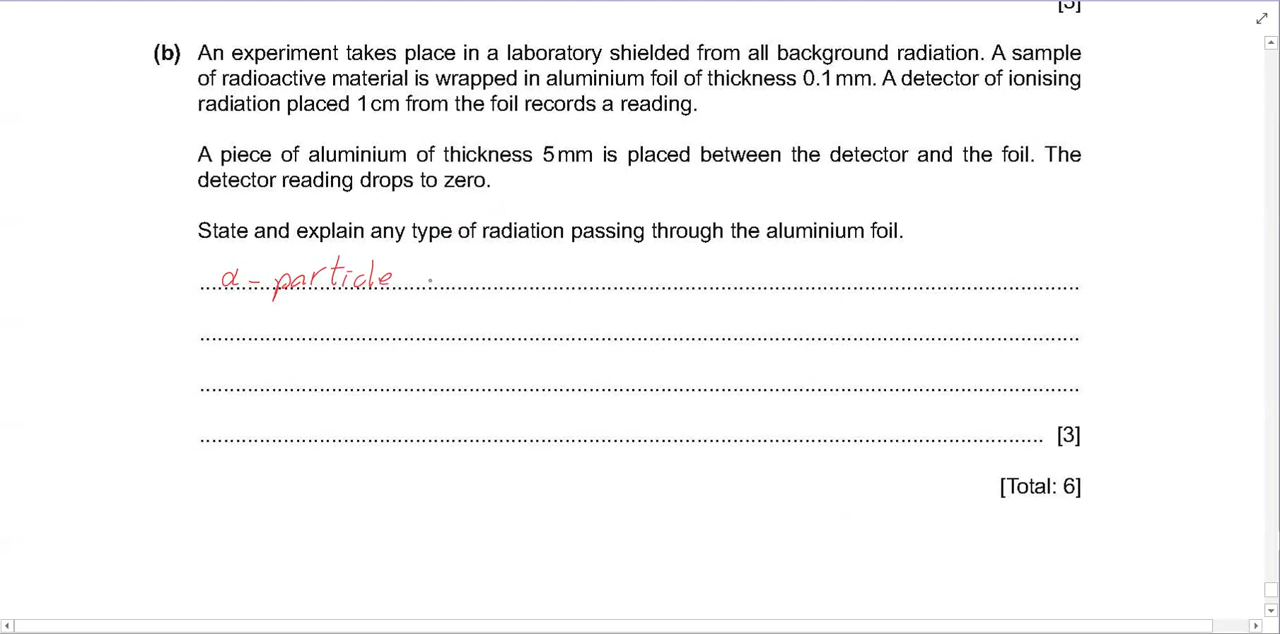 (b) An experiment takes place in a laboratory shielded from all background radiation. A sample
of radioactive material is wrapped in aluminium foil of thickness 0.1 mm. A detector of ionising
radiation placed 1 cm from the foil records a reading.
A piece of aluminium of thickness 5 mm is placed between the detector and the foil. The
detector reading drops to zero.
State and explain any type of radiation passing through the aluminium foil.
α – particle
[3]
[Total: 6]